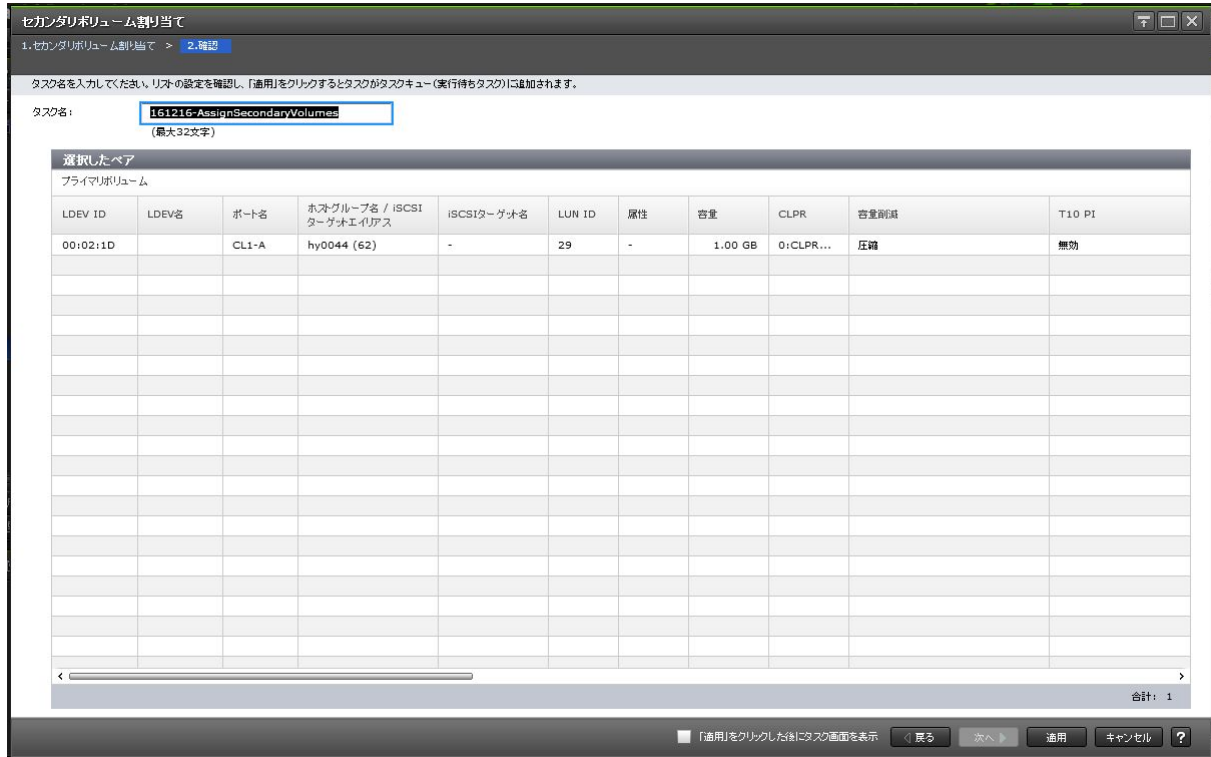 セカンダリボリューム割り当て
1.セカンダリボリューム割り当て > 2.確認
タスク名を入力してください。リストの設定を確認し、「適用」をクリックするとタスクがタスクキュー(実行待ちタスク)に追加されます。
タスク名: 161216-AssignSecondaryVolumes
(最大32文字)
選択したペア
プライマリボリューム
LDEV ID LDEV名 ポート名 ホストグループ名 / iSCSI ターゲットエイリアス iSCSIターゲット名 LUN ID 属性 容量 CLPR 容量削減 T10 PI
00:02:1D CL1-A hy0044 (62) - 29 - 1.00 GB 0:CLPR... 圧縮 無効
合計: 1
「適用」をクリックした後にタスク画面を表示 戻る 次へ 適用 キャンセル ?